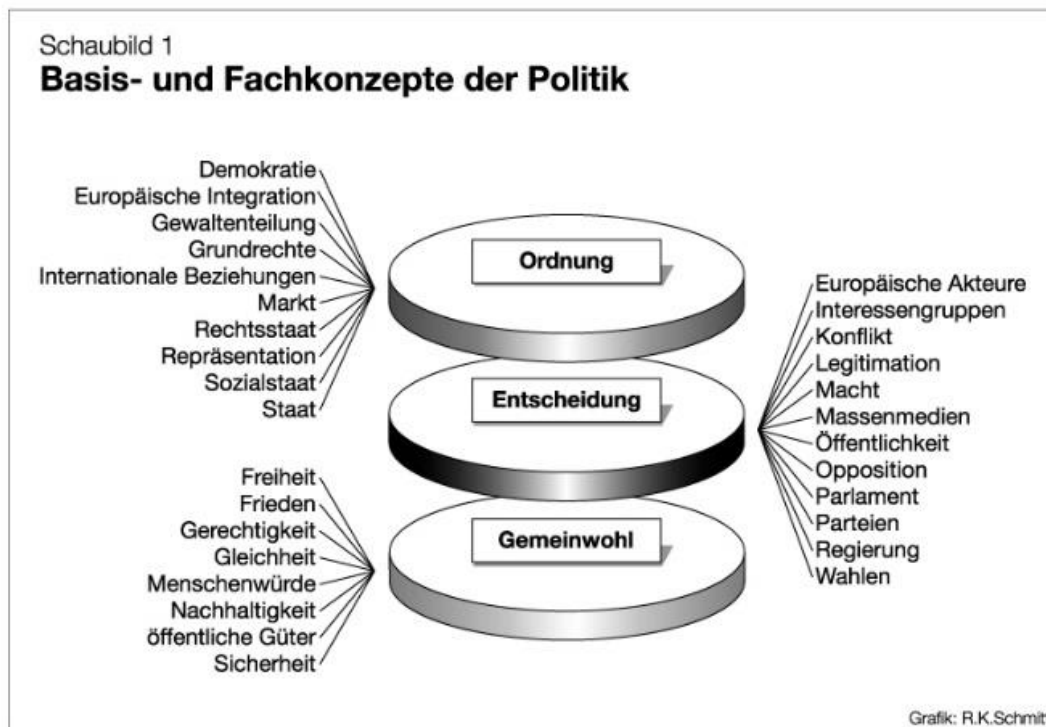 Schaubild 1
Basis- und Fachkonzepte der Politik
Demokratie
Europäische Integration
Gewaltenteilung
Grundrechte
Internationale Beziehungen
Markt
Rechtsstaat
Repräsentation
Sozialstaat
Staat
Ordnung
Entscheidung
Europäische Akteure
Interessengruppen
Konflikt
Legitimation
Macht
Massenmedien
Öffentlichkeit
Opposition
Parlament
Parteien
Regierung
Wahlen
Freiheit
Frieden
Gerechtigkeit
Gleichheit
Menschenwürde
Nachhaltigkeit
öffentliche Güter
Sicherheit
Gemeinwohl
Grafik: R.K.Schmitt